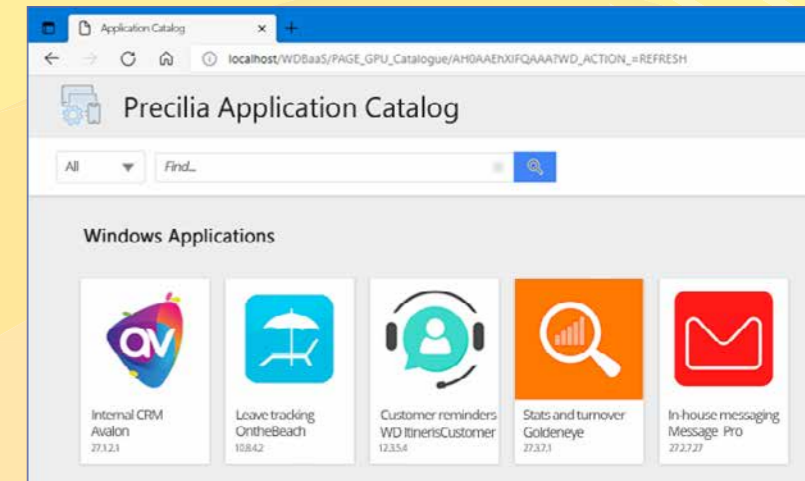 Application Catalog
localhost/WDBaaS/PAGE_GPU_Catalogue/AH0AAEhXIFQAAA?WD_ACTION_=REFRESH
Precilia Application Catalog
All
Find...
Windows Applications
av
Internal CRM
Avalon
27.1.2.1
Leave tracking
OntheBeach
10.8.4.2
Customer reminders
WD ItinerisCustomer
12.3.5.4
Stats and turnover
Goldeneye
27.3.7.1
In-house messaging
Message Pro
27.2.7.27